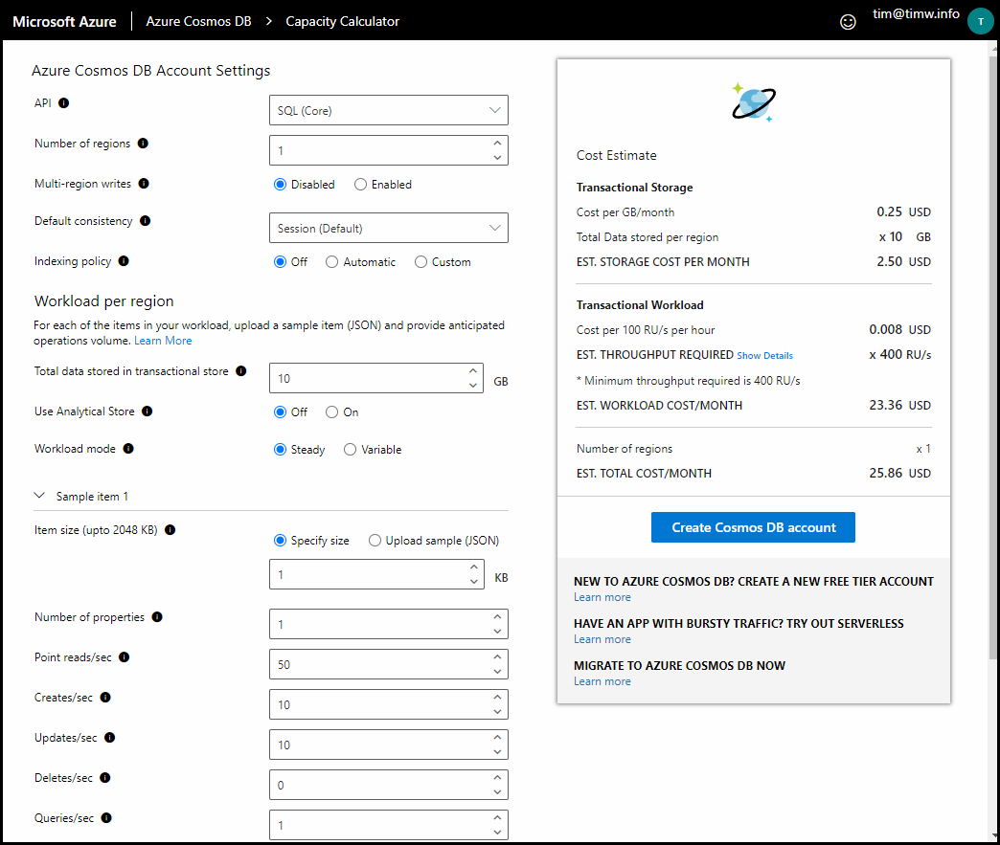 Microsoft Azure
Azure Cosmos DB > Capacity Calculator
tim@timw.info
T
Azure Cosmos DB Account Settings
API
SQL (Core)
Number of regions
1
Multi-region writes
Disabled
Enabled
Default consistency
Session (Default)
Indexing policy
Off
Automatic
Custom
Workload per region
For each of the items in your workload, upload a sample item (JSON) and provide anticipated
operations volume. Learn More
Total data stored in transactional store
10
GB
Use Analytical Store
Off
On
Workload mode
Steady
Variable
Sample item 1
Item size (upto 2048 KB)
Specify size
Upload sample (JSON)
1
KB
Number of properties
1
Point reads/sec
50
Creates/sec
10
Updates/sec
10
Deletes/sec
0
Queries/sec
1
Cost Estimate
Transactional Storage
Cost per GB/month 0.25 USD
Total Data stored per region x 10 GB
EST. STORAGE COST PER MONTH 2.50 USD
Transactional Workload
Cost per 100 RU/s per hour 0.008 USD
EST. THROUGHPUT REQUIRED Show Details x 400 RU/s
* Minimum throughput required is 400 RU/s
EST. WORKLOAD COST/MONTH 23.36 USD
Number of regions x 1
EST. TOTAL COST/MONTH 25.86 USD
Create Cosmos DB account
NEW TO AZURE COSMOS DB? CREATE A NEW FREE TIER ACCOUNT
Learn more
HAVE AN APP WITH BURSTY TRAFFIC? TRY OUT SERVERLESS
Learn more
MIGRATE TO AZURE COSMOS DB NOW
Learn more